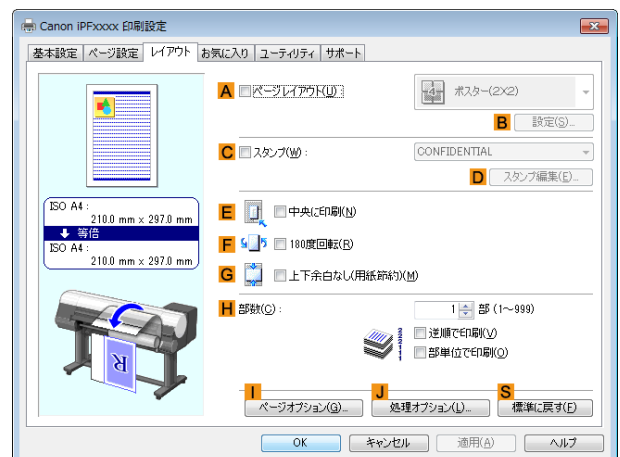 Canon iPFxxxx 印刷設定
基本設定 ページ設定 レイアウト お気に入り ユーティリティ サポート
A ページレイアウト(U) : 4 ポスター(2X2)
B 設定(S)...
C スタンプ(W) : CONFIDENTIAL
D スタンプ編集(E)...
ISO A4 :
210.0 mm x 297.0 mm
等倍
ISO A4 :
210.0 mm x 297.0 mm
E 中央に印刷(N)
F 180度回転(R)
G 上下余白なし(用紙節約)(M)
H 部数(C) : 1 部 (1~999)
逆順で印刷(V)
部単位で印刷(O)
3
2 2
1 1 1
R
I ページオプション(G)... J 処理オプション(L)... S 標準に戻す(F)
OK キャンセル 適用(A) ヘルプ